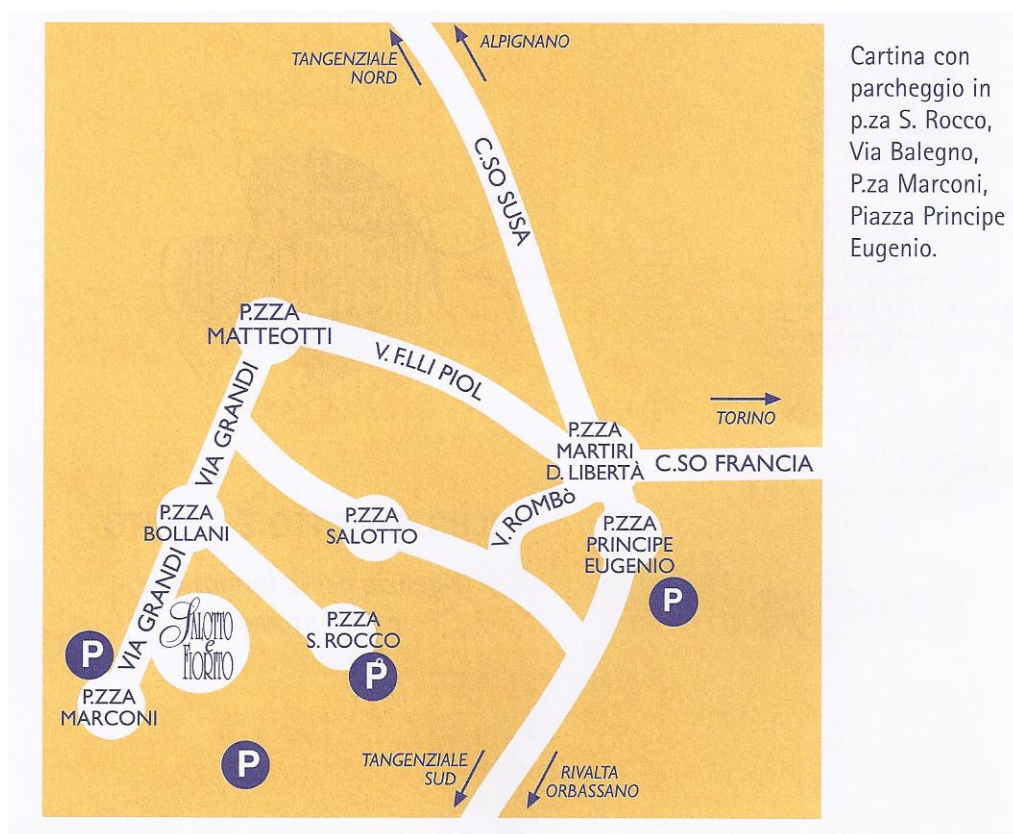 TANGENZIALE
NORD
ALPIGNANO
C.SO SUSA
Cartina con
parcheggio in
p.za S. Rocco,
Via Balegno,
P.za Marconi,
Piazza Principe
Eugenio.
P.ZZA
MATTEOTTI
V. F.LLI PIOL
VIA GRANDI
TORINO
P.ZZA
MARTIRI
D. LIBERTÀ
C.SO FRANCIA
P.ZZA
BOLLANI
P.ZZA
SALOTTO
V. ROMBò
P.ZZA
PRINCIPE
EUGENIO
P
VIA GRANDI
SALOTTO
e
FIORITO
P.ZZA
S. ROCCO
P
P
P.ZZA
MARCONI
P
TANGENZIALE
SUD
RIVALTA
ORBASSANO